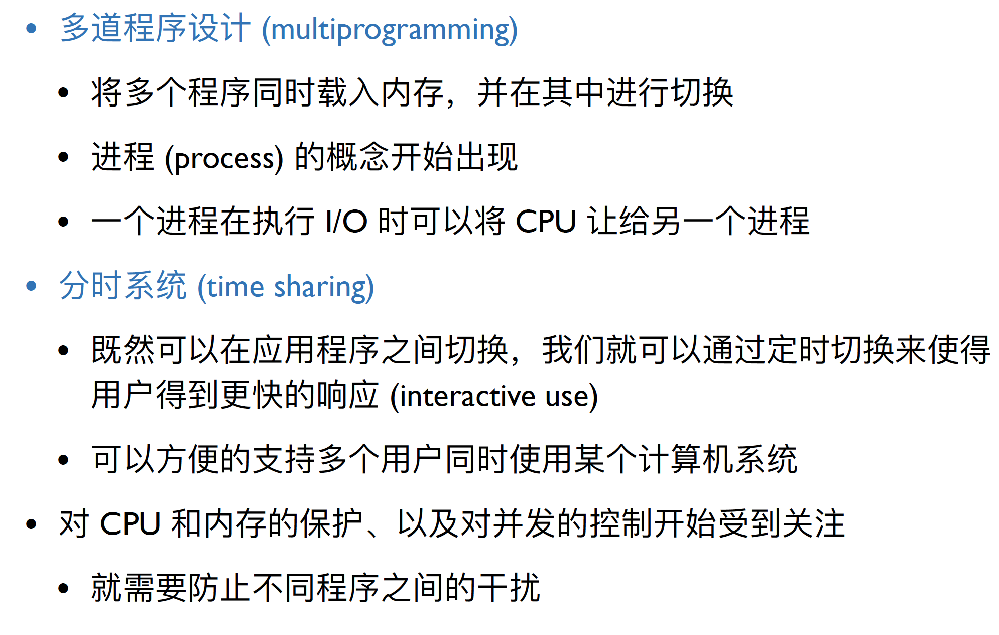 • 多道程序设计 (multiprogramming)
• 将多个程序同时载入内存，并在其中进行切换
• 进程 (process) 的概念开始出现
• 一个进程在执行 I/O 时可以将 CPU 让给另一个进程
• 分时系统 (time sharing)
• 既然可以在应用程序之间切换，我们就可以通过定时切换来使得
用户得到更快的响应 (interactive use)
• 可以方便的支持多个用户同时使用某个计算机系统
• 对 CPU 和内存的保护、以及对并发的控制开始受到关注
• 就需要防止不同程序之间的干扰